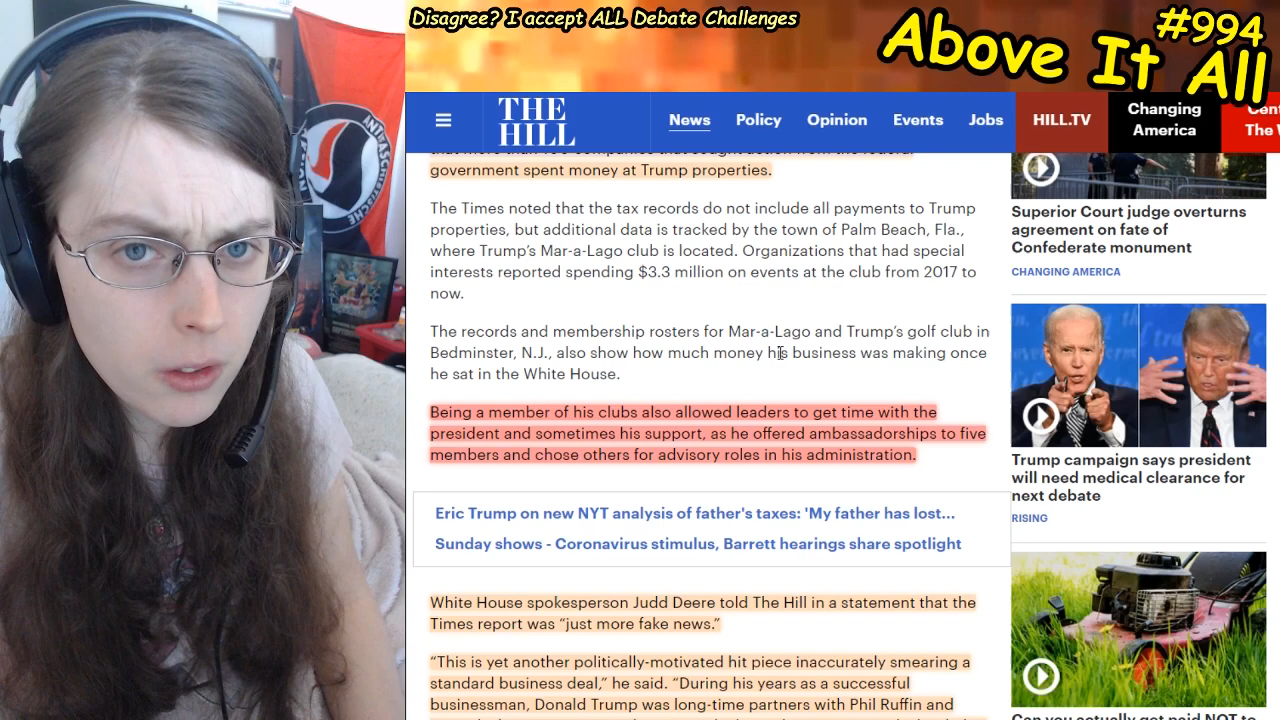 Disagree? I accept ALL Debate Challenges
#994
Above It All
THE
HILL
News
Policy
Opinion
Events
Jobs
HILL.TV
Changing
America
The
government spent money at Trump properties.
The Times noted that the tax records do not include all payments to Trump
properties, but additional data is tracked by the town of Palm Beach, Fla.,
where Trump's Mar-a-Lago club is located. Organizations that had special
interests reported spending $3.3 million on events at the club from 2017 to
now.
The records and membership rosters for Mar-a-Lago and Trump's golf club in
Bedminster, N.J., also show how much money his business was making once
he sat in the White House.
Being a member of his clubs also allowed leaders to get time with the
president and sometimes his support, as he offered ambassadorships to five
members and chose others for advisory roles in his administration.
Eric Trump on new NYT analysis of father's taxes: 'My father has lost...
Sunday shows - Coronavirus stimulus, Barrett hearings share spotlight
White House spokesperson Judd Deere told The Hill in a statement that the
Times report was “just more fake news.”
“This is yet another politically-motivated hit piece inaccurately smearing a
standard business deal,” he said. “During his years as a successful
businessman, Donald Trump was long-time partners with Phil Ruffin and
Superior Court judge overturns
agreement on fate of
Confederate monument
CHANGING AMERICA
Trump campaign says president
will need medical clearance for
next debate
RISING
ANTIFASCHISTISCHE